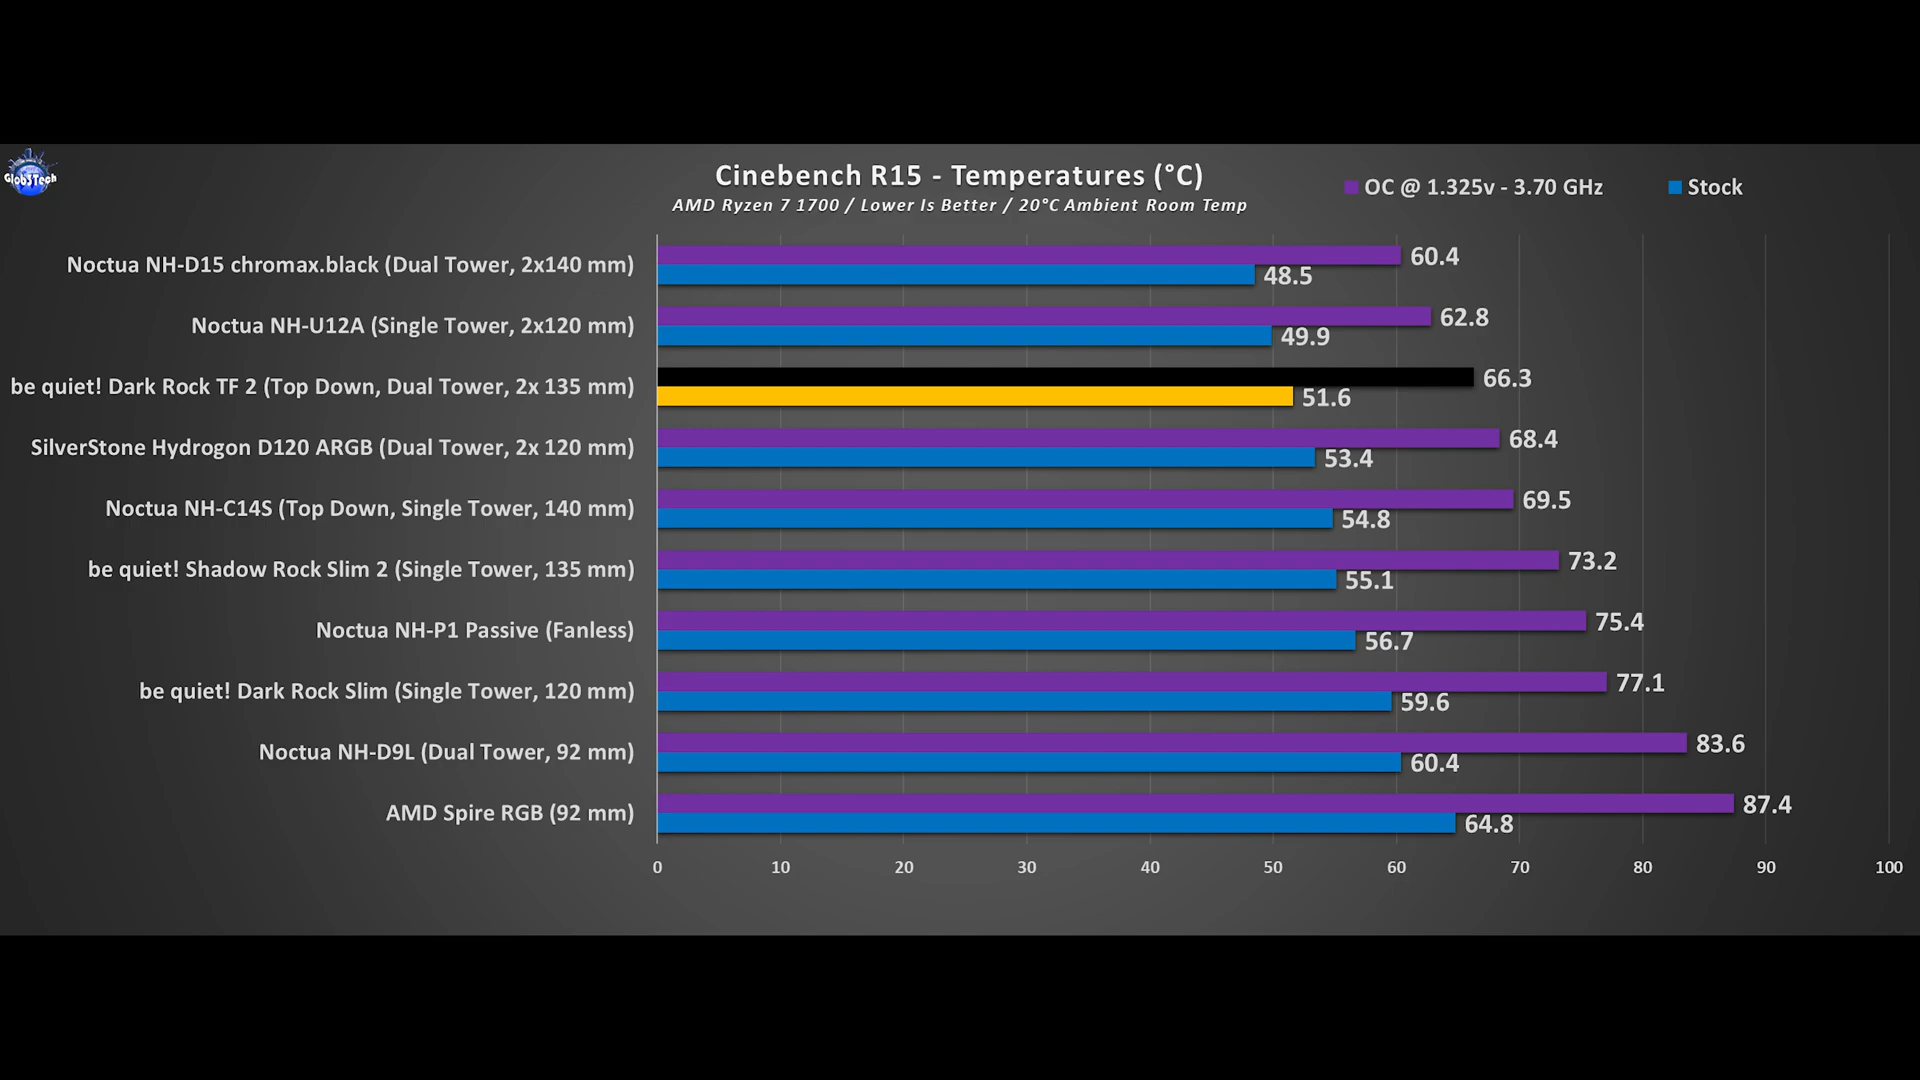 Glob3Tech
Cinebench R15 - Temperatures (°C)
AMD Ryzen 7 1700 / Lower Is Better / 20°C Ambient Room Temp
OC @ 1.325v - 3.70 GHz
Stock
Noctua NH-D15 chromax.black (Dual Tower, 2x140 mm)
60.4
48.5
Noctua NH-U12A (Single Tower, 2x120 mm)
62.8
49.9
be quiet! Dark Rock TF 2 (Top Down, Dual Tower, 2x 135 mm)
66.3
51.6
SilverStone Hydrogon D120 ARGB (Dual Tower, 2x 120 mm)
68.4
53.4
Noctua NH-C14S (Top Down, Single Tower, 140 mm)
69.5
54.8
be quiet! Shadow Rock Slim 2 (Single Tower, 135 mm)
73.2
55.1
Noctua NH-P1 Passive (Fanless)
75.4
56.7
be quiet! Dark Rock Slim (Single Tower, 120 mm)
77.1
59.6
Noctua NH-D9L (Dual Tower, 92 mm)
83.6
60.4
AMD Spire RGB (92 mm)
87.4
64.8
0 10 20 30 40 50 60 70 80 90 100